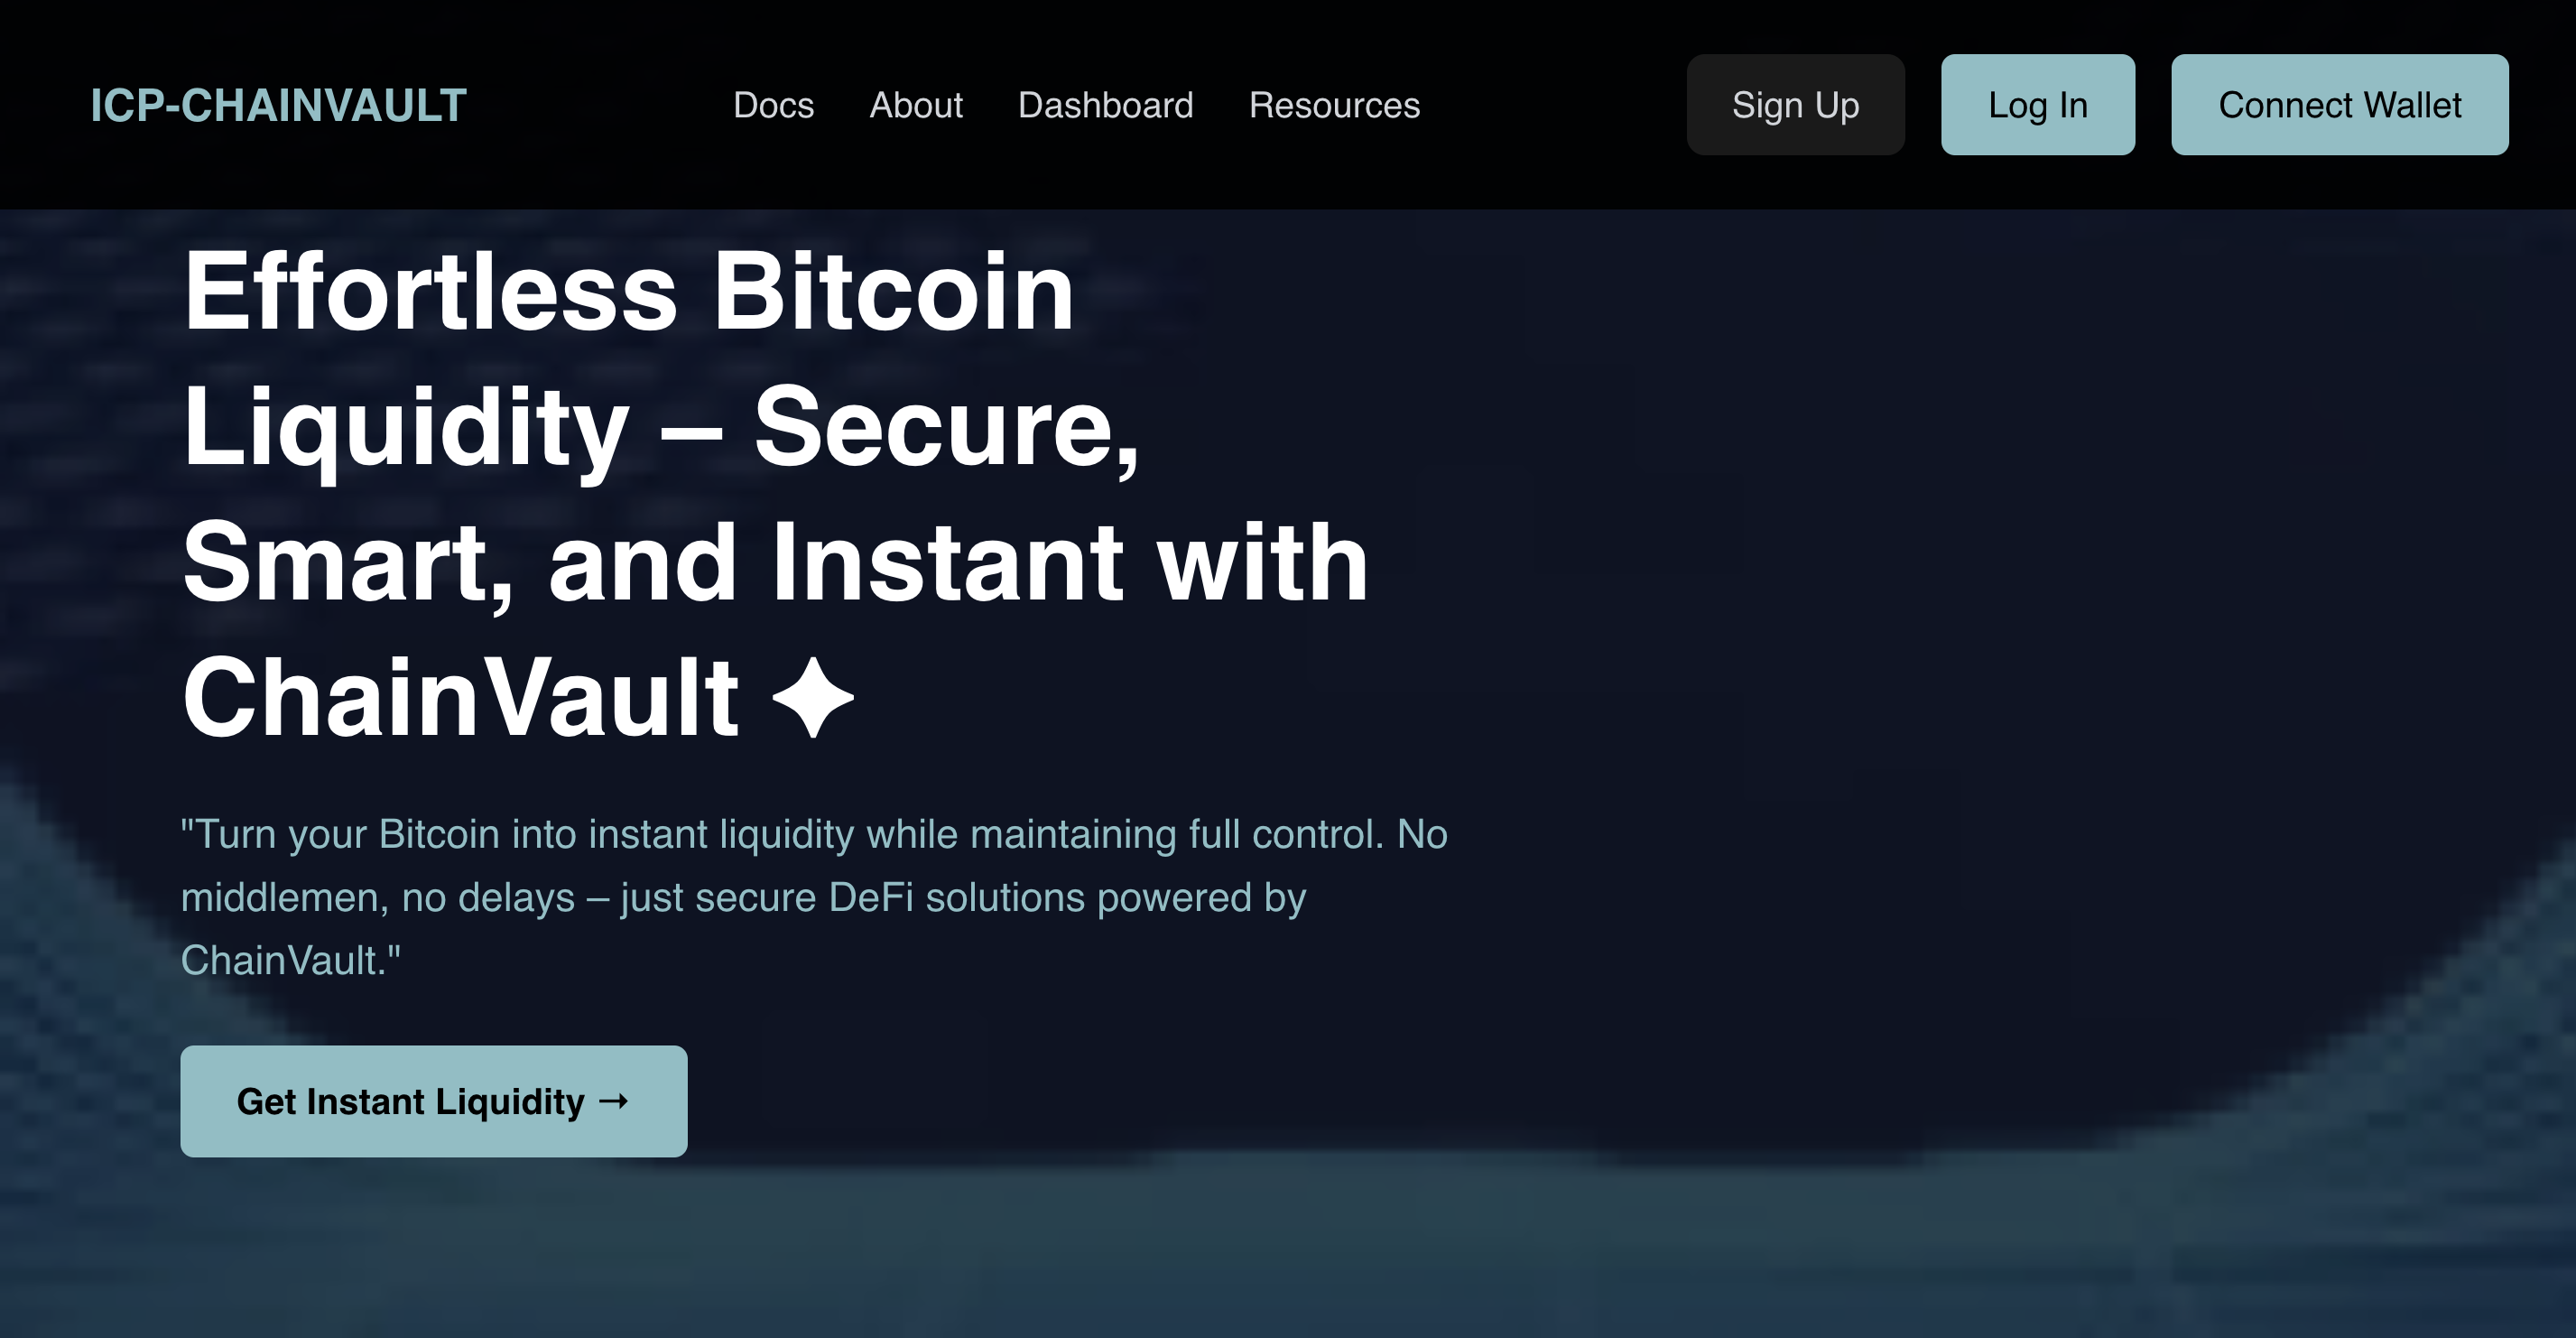 ICP-CHAINVAULT
Docs About Dashboard Resources
Sign Up Log In Connect Wallet
Effortless Bitcoin
Liquidity – Secure,
Smart, and Instant with
ChainVault ✦
"Turn your Bitcoin into instant liquidity while maintaining full control. No
middlemen, no delays – just secure DeFi solutions powered by
ChainVault."
Get Instant Liquidity →